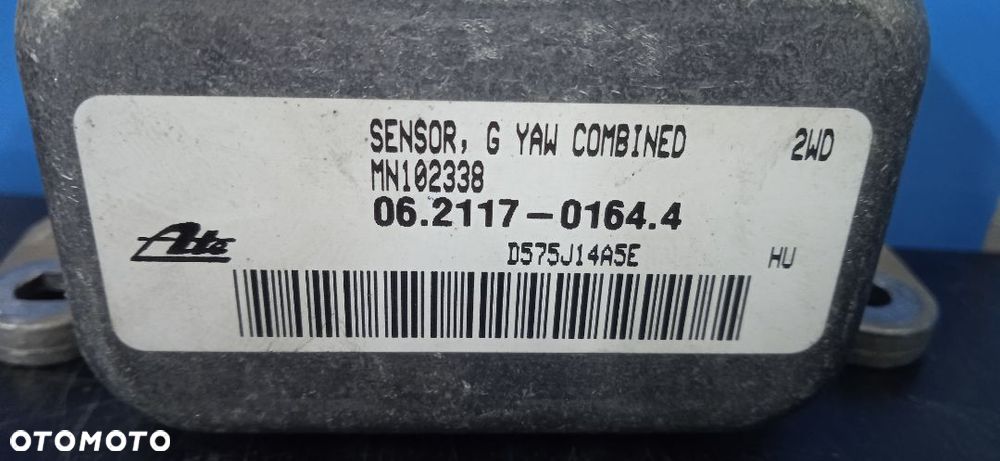 SENSOR, G YAW COMBINED 2WD
MN102338
06.2117-0164.4
Ate
D575J14A5E HU
OTOMOTO